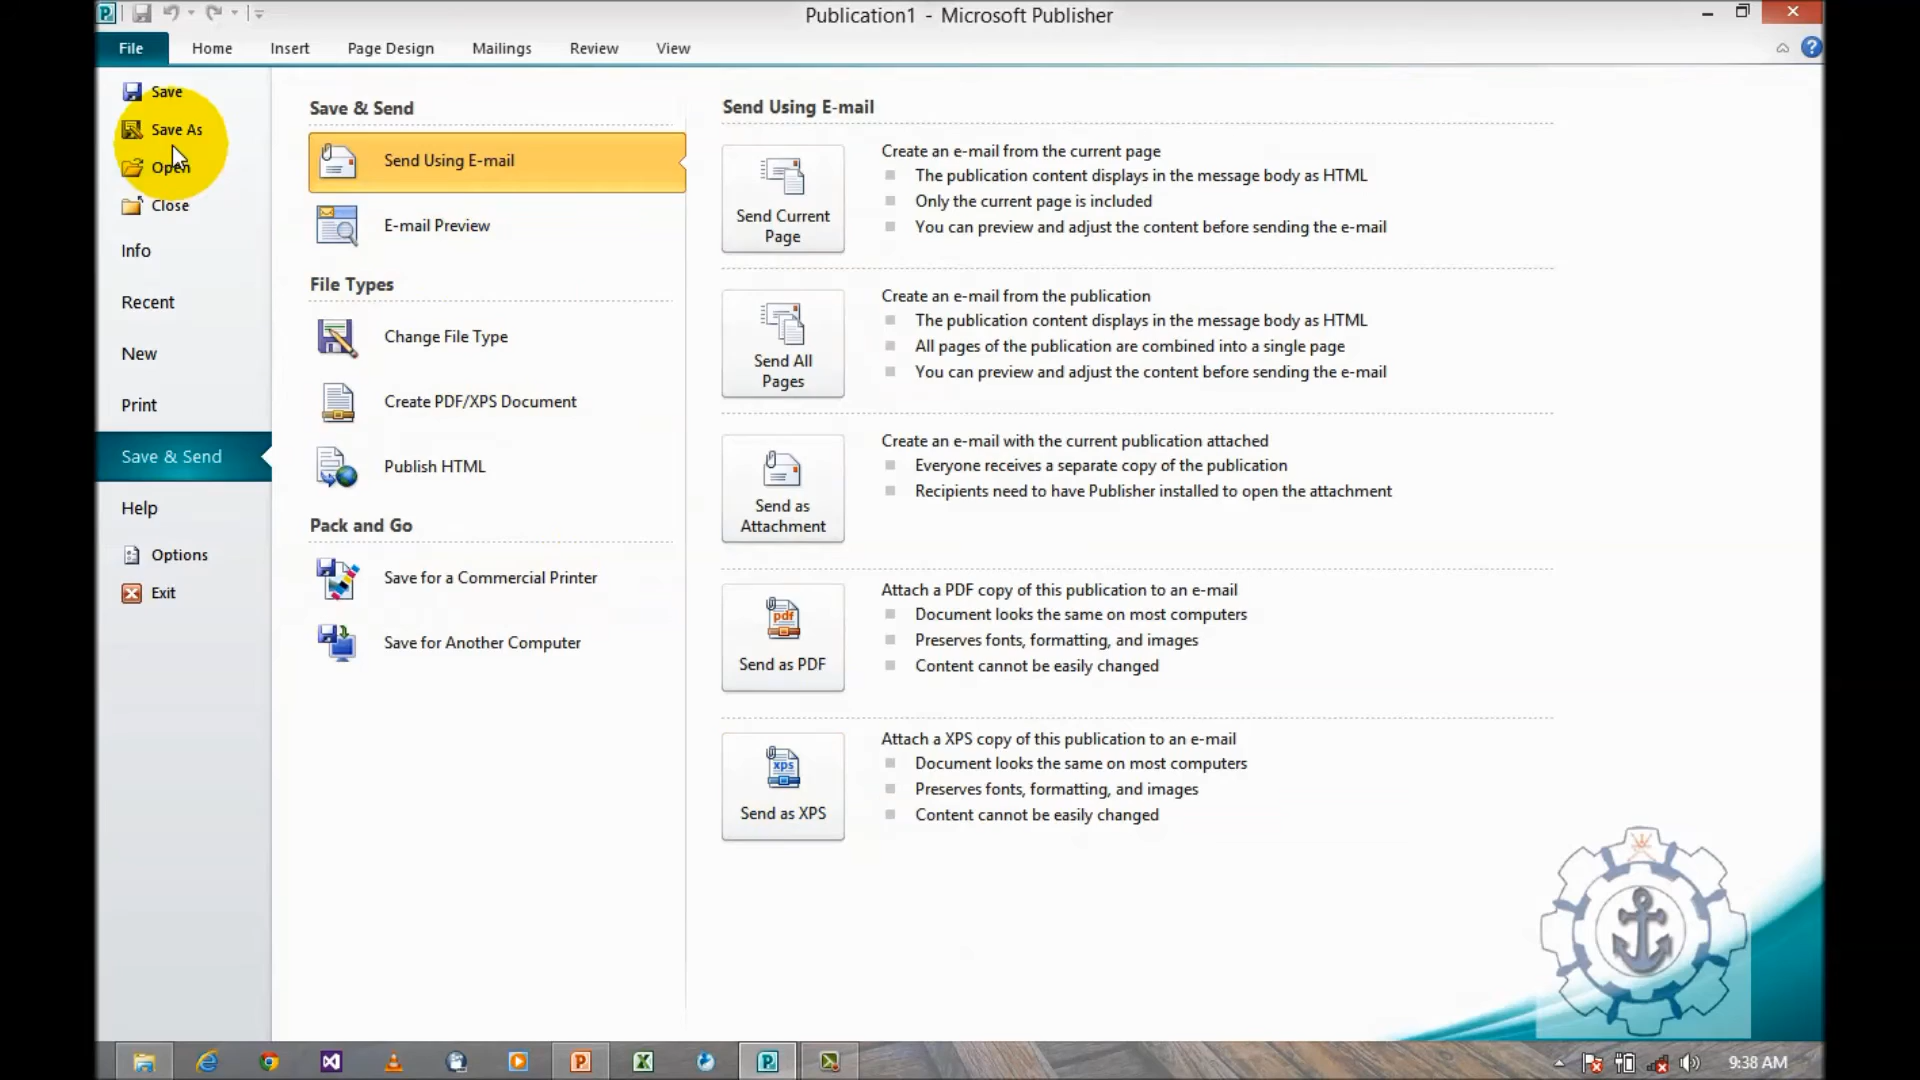 Publication1 - Microsoft Publisher
File Home Insert Page Design Mailings Review View
Save
Save As
Open
Close
Info
Recent
New
Print
Save & Send
Help
Options
Exit
Save & Send
Send Using E-mail
E-mail Preview
File Types
Change File Type
Create PDF/XPS Document
Publish HTML
Pack and Go
Save for a Commercial Printer
Save for Another Computer
Send Using E-mail
Send Current
Page
Create an e-mail from the current page
The publication content displays in the message body as HTML
Only the current page is included
You can preview and adjust the content before sending the e-mail
Send All
Pages
Create an e-mail from the publication
The publication content displays in the message body as HTML
All pages of the publication are combined into a single page
You can preview and adjust the content before sending the e-mail
Send as
Attachment
Create an e-mail with the current publication attached
Everyone receives a separate copy of the publication
Recipients need to have Publisher installed to open the attachment
pdf
Send as PDF
Attach a PDF copy of this publication to an e-mail
Document looks the same on most computers
Preserves fonts, formatting, and images
Content cannot be easily changed
xps
Send as XPS
Attach a XPS copy of this publication to an e-mail
Document looks the same on most computers
Preserves fonts, formatting, and images
Content cannot be easily changed
9:38 AM